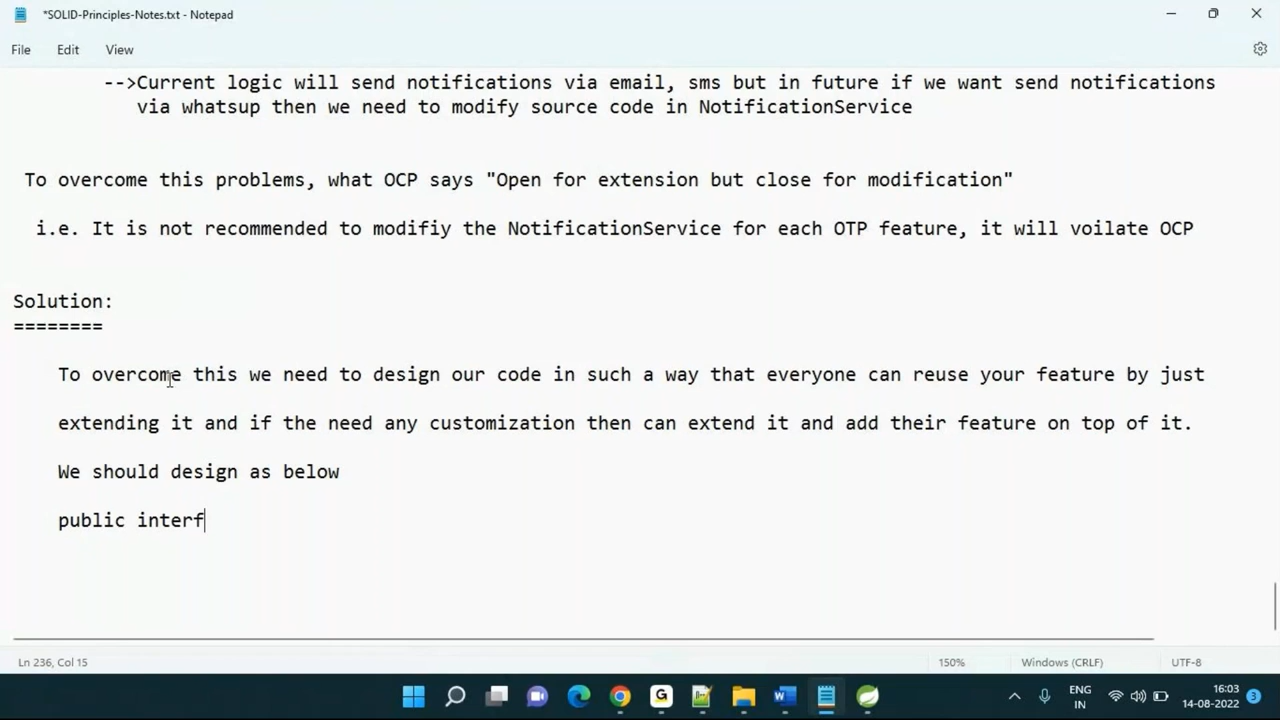 *SOLID-Principles-Notes.txt - Notepad
File Edit View
-->Current logic will send notifications via email, sms but in future if we want send notifications
via whatsup then we need to modify source code in NotificationService
To overcome this problems, what OCP says "Open for extension but close for modification"
i.e. It is not recommended to modifiy the NotificationService for each OTP feature, it will voilate OCP
Solution:
========
To overcome this we need to design our code in such a way that everyone can reuse your feature by just
extending it and if the need any customization then can extend it and add their feature on top of it.
We should design as below
public interf
Ln 236, Col 15 150% Windows (CRLF) UTF-8
ENG 16:03
IN 14-08-2022 3